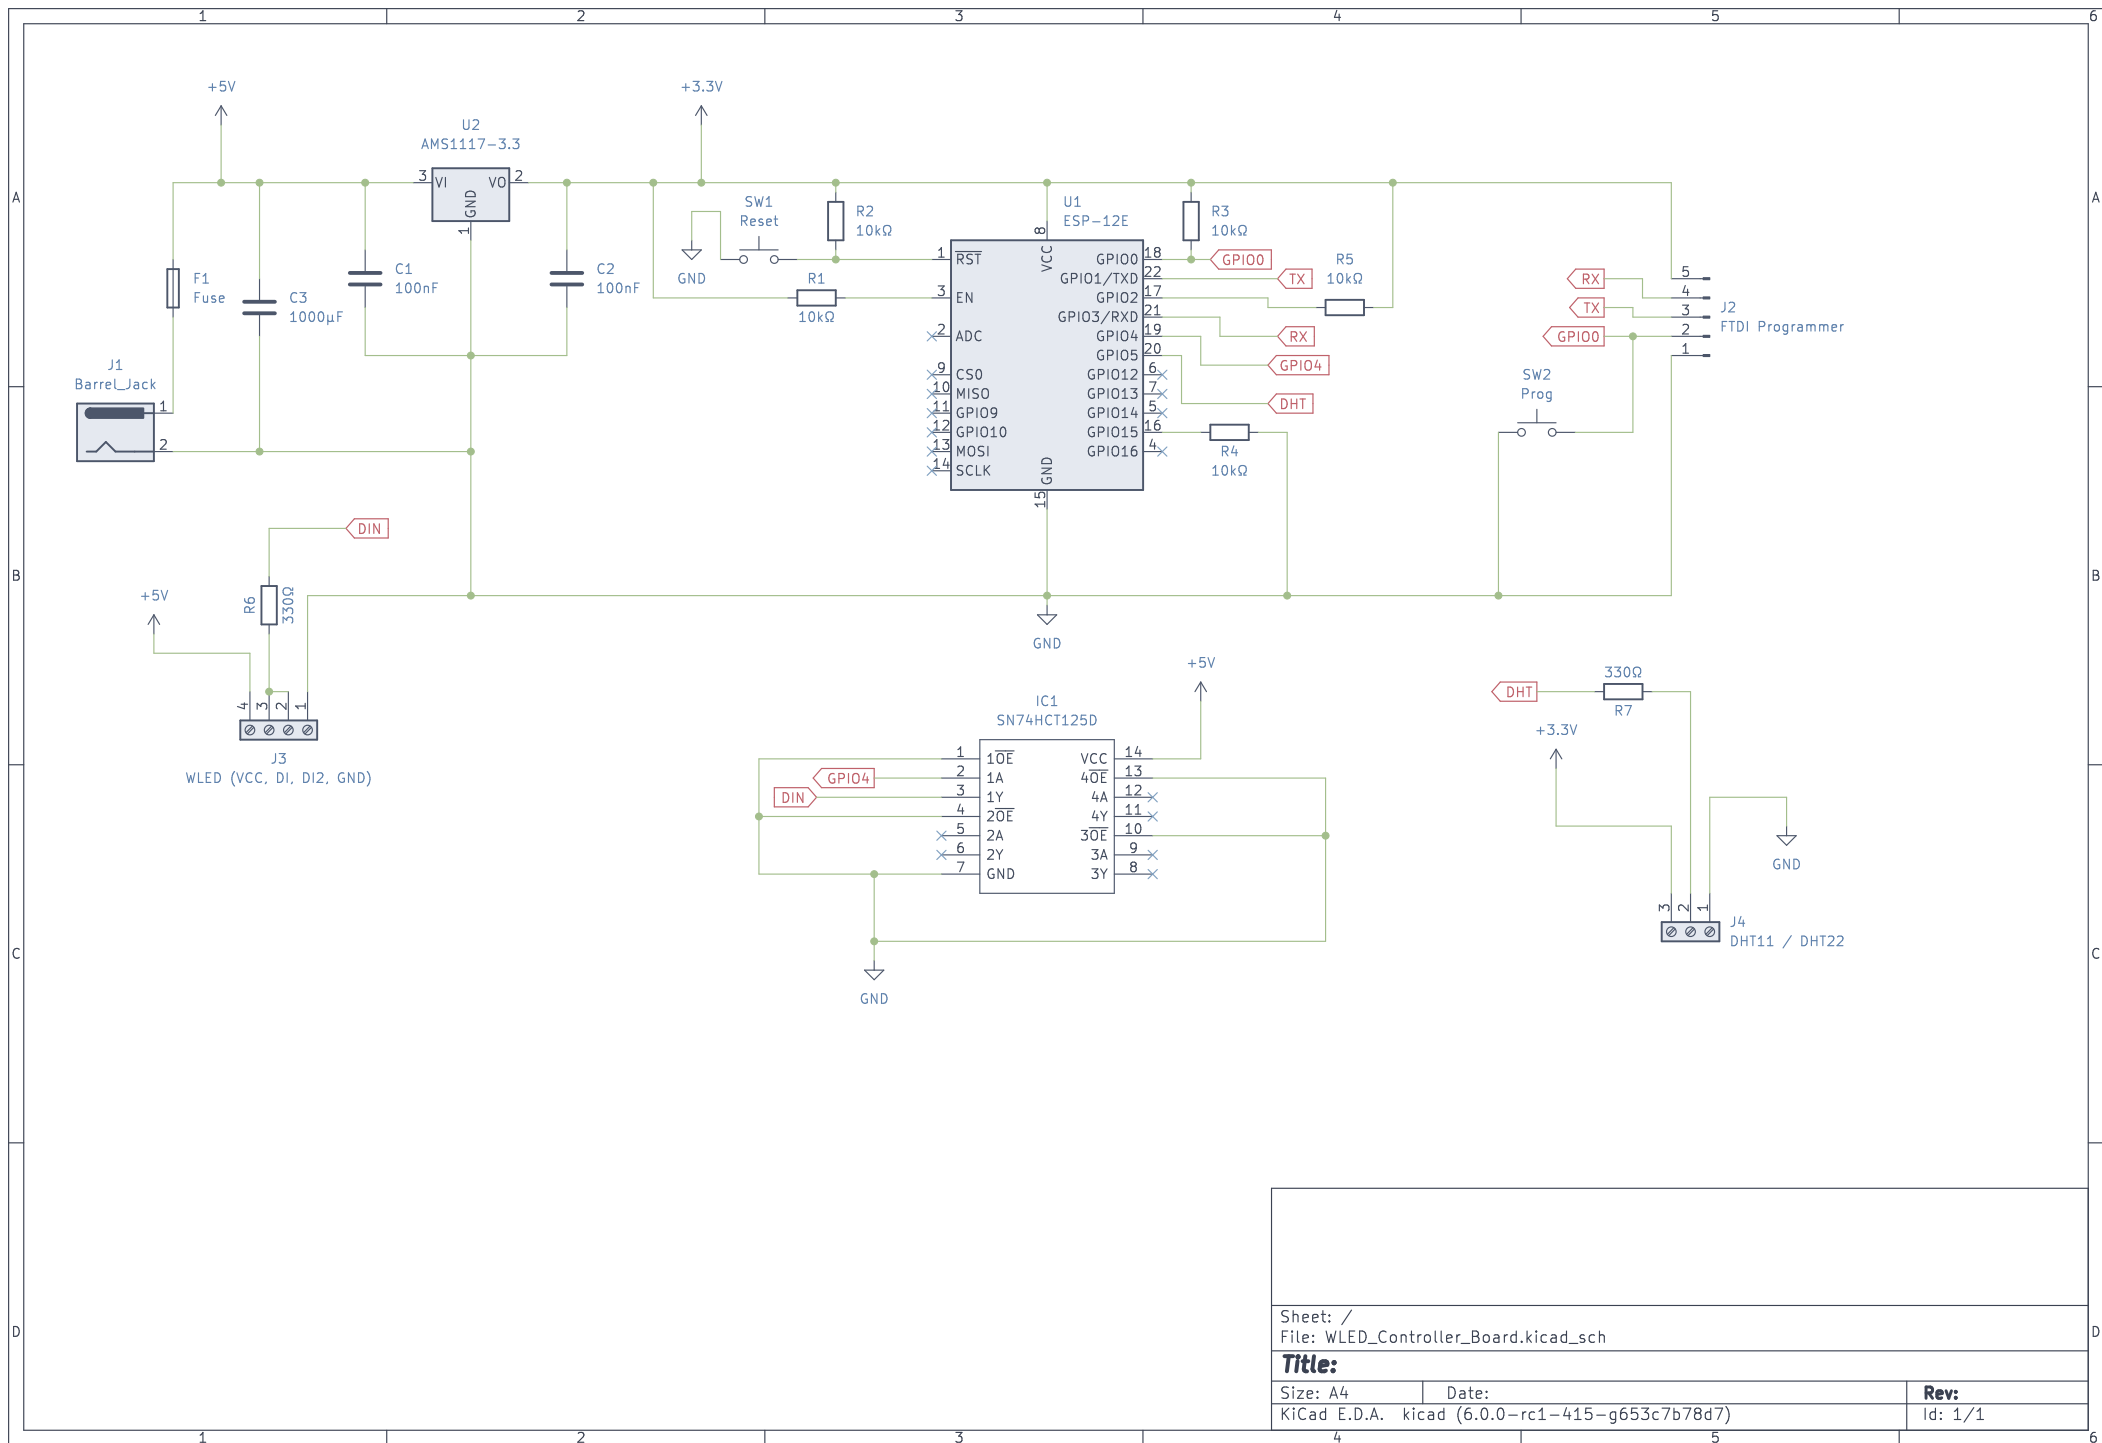 1 2 3 4 5 6
+5V
+3.3V
U2
AMS1117-3.3
3 VI VO 2
GND
1
A
A
SW1
Reset
GND
R2
10kΩ
R1
10kΩ
U1
ESP-12E
8
VCC
1 RST
3 EN
2 ADC
9 CS0
10 MISO
11 GPIO9
12 GPIO10
13 MOSI
14 SCLK
GND
15
GPIO0 18
GPIO1/TXD 22
GPIO2 17
GPIO3/RXD 21
GPIO4 19
GPIO5 20
GPIO12 6
GPIO13 7
GPIO14 5
GPIO15 16
GPIO16 4
R3
10kΩ
GPIO0
TX
R5
10kΩ
RX
GPIO4
DHT
R4
10kΩ
RX
TX
GPIO0
5
4
3
2
1
J2
FTDI Programmer
SW2
Prog
F1
Fuse
C3
1000µF
C1
100nF
C2
100nF
J1
Barrel_Jack
1
2
DIN
B
B
+5V
R6
330Ω
GND
4 3 2 1
J3
WLED (VCC, DI, DI2, GND)
+5V
IC1
SN74HCT125D
1 1OE
2 1A
3 1Y
4 2OE
5 2A
6 2Y
7 GND
VCC 14
4OE 13
4A 12
4Y 11
3OE 10
3A 9
3Y 8
GPIO4
DIN
GND
DHT
330Ω
R7
+3.3V
GND
3 2 1
J4
DHT11 / DHT22
C
C
D
D
Sheet: /
File: WLED_Controller_Board.kicad_sch
Title:
Size: A4 Date: Rev:
KiCad E.D.A. kicad (6.0.0-rc1-415-g653c7b78d7) Id: 1/1
1 2 3 4 5 6